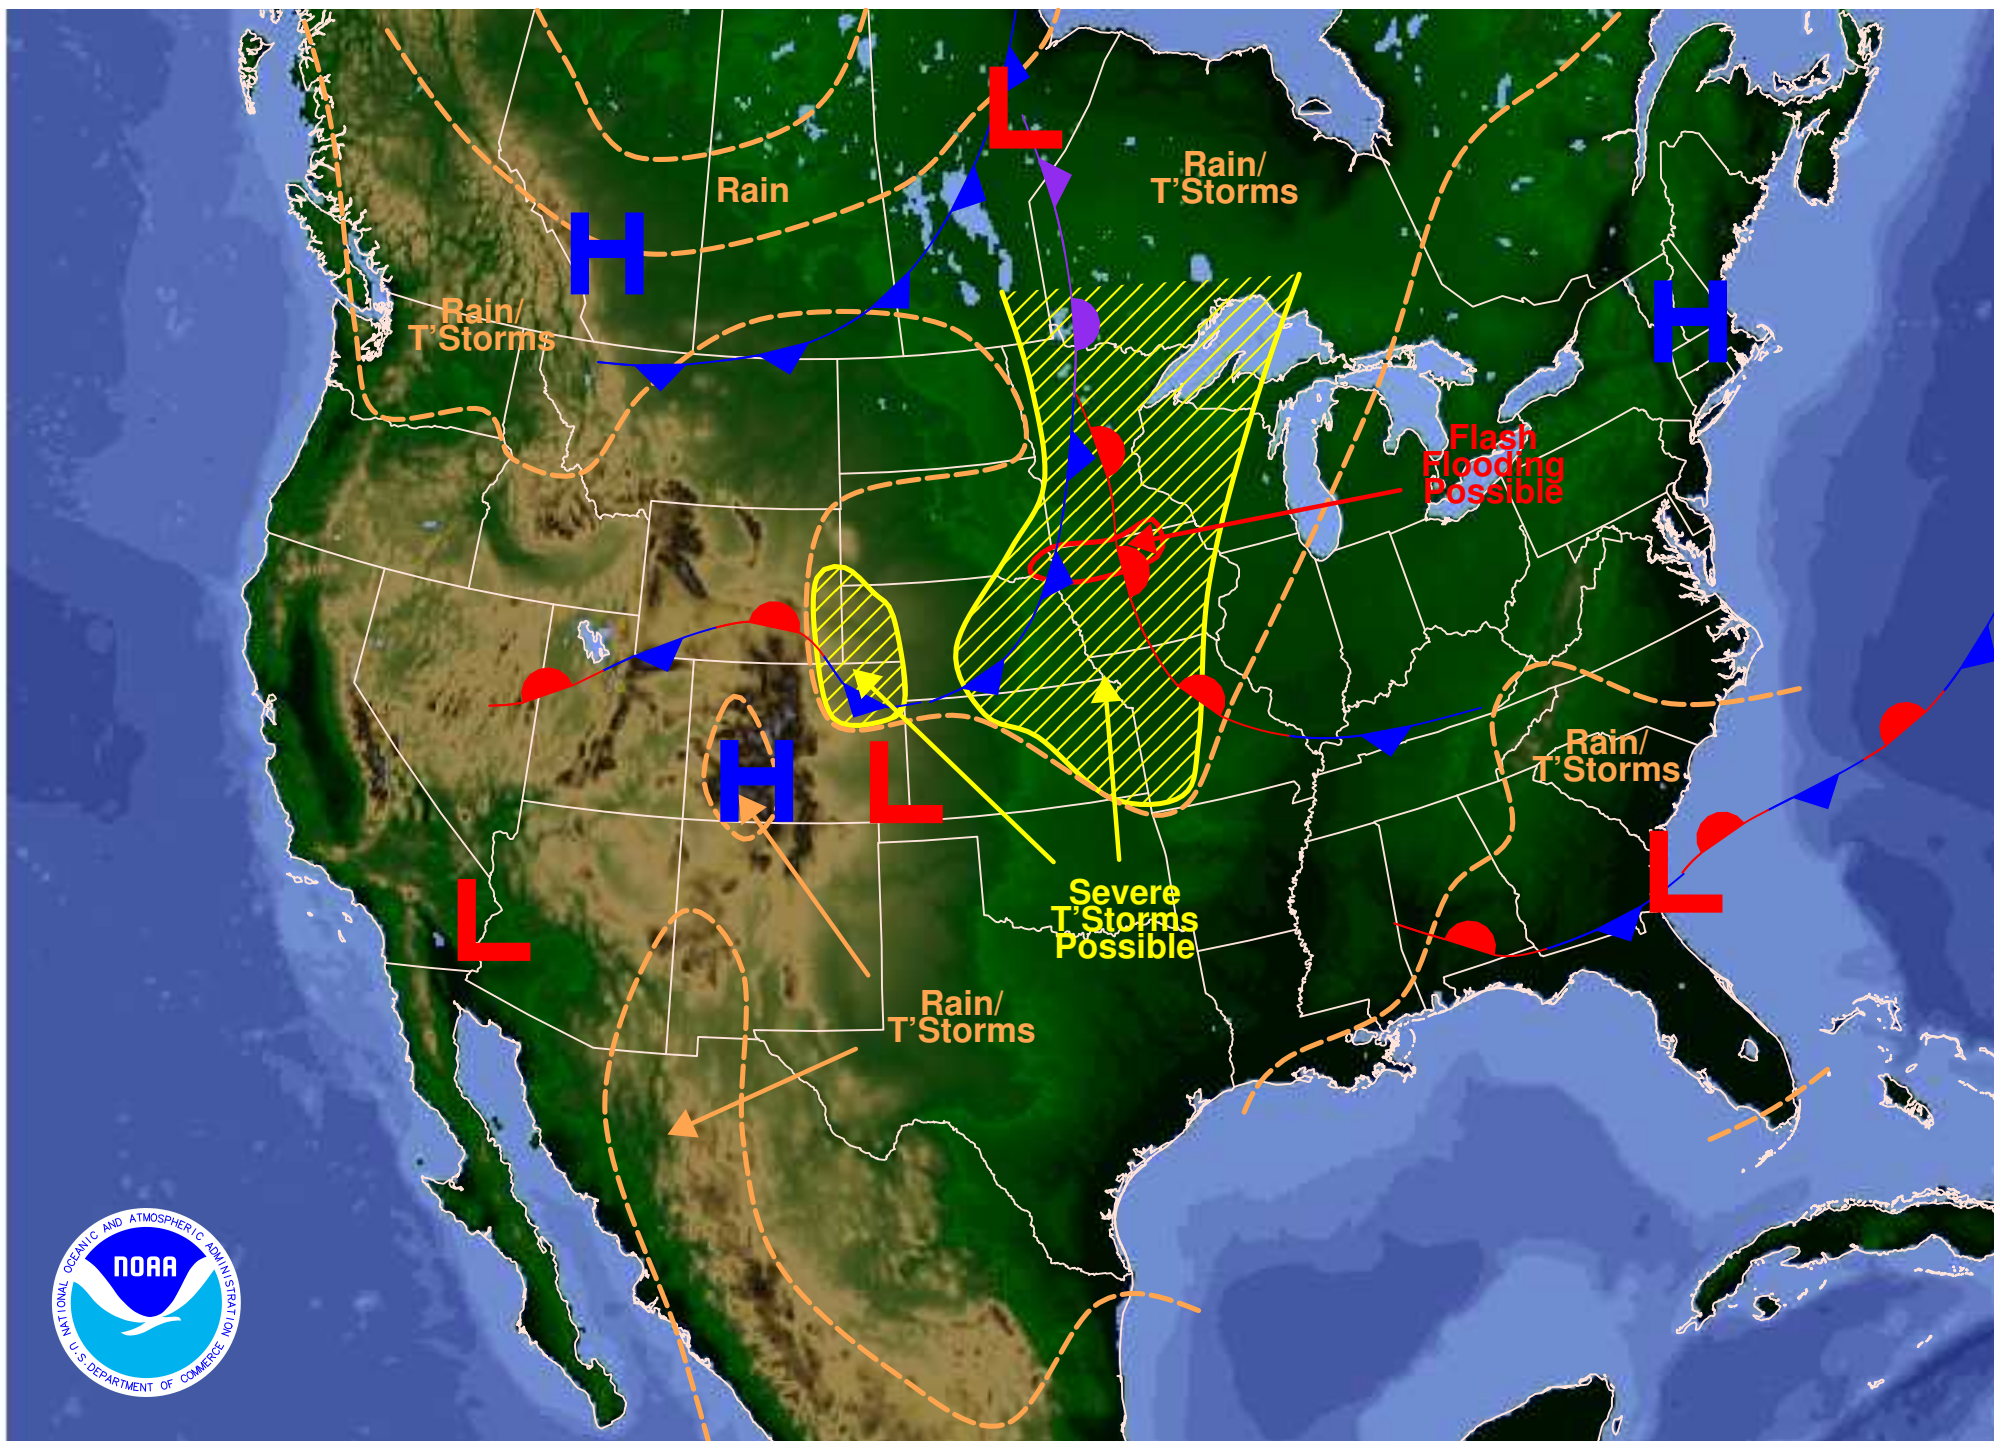 L
Rain/
T'Storms
Rain
H
Rain/
T'Storms
H
Flash
Flooding
Possible
H
L
Rain/
T'Storms
L
L
Severe
T'Storms
Possible
Rain/
T'Storms
NATIONAL OCEANIC AND ATMOSPHERIC ADMINISTRATION
NOAA
U.S. DEPARTMENT OF COMMERCE